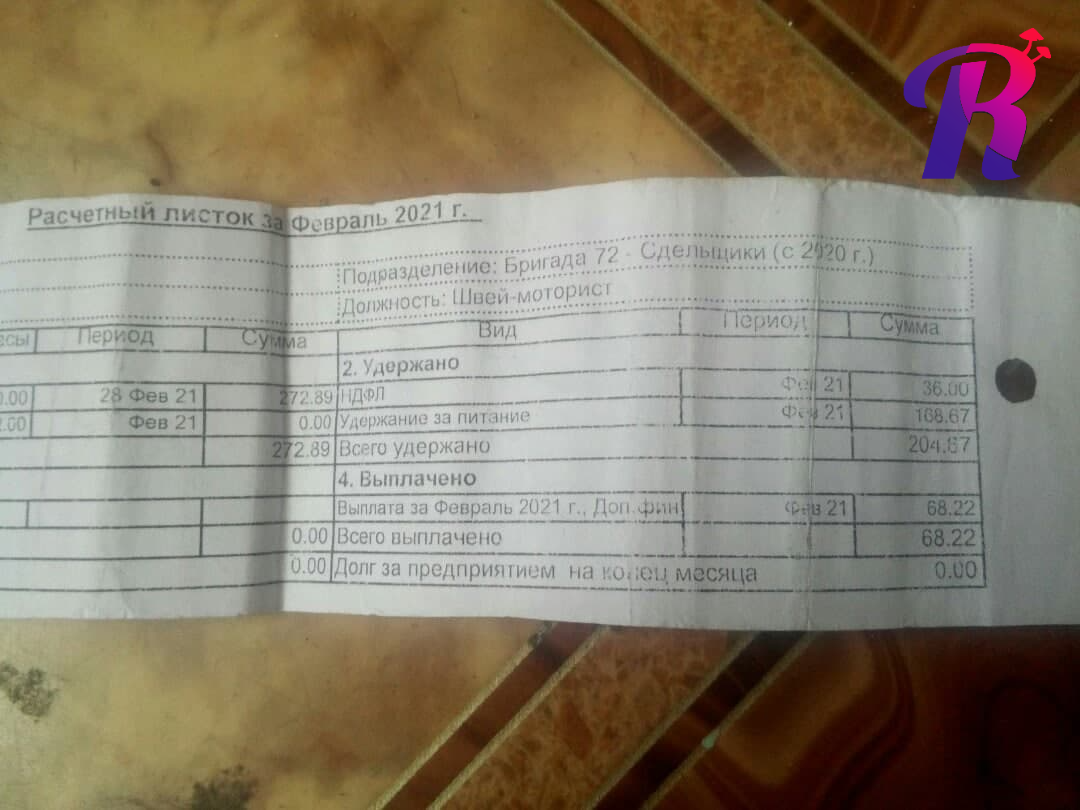 Расчетный листок за Февраль 2021 г.
Подразделение: Бригада 72 - Сдельщики (с 2020 г.)
Должность: Швей-моторист
Период Сумма Вид Период Сумма
2. Удержано
28 Фев 21 272.89 НДФЛ Фев 21 36.00
Фев 21 0.00 Удержание за питание Фев 21 168.67
272.89 Всего удержано 204.67
4. Выплачено
Выплата за Февраль 2021 г., Доп.фин Фев 21 68.22
0.00 Всего выплачено 68.22
0.00 Долг за предприятием на конец месяца 0.00
R